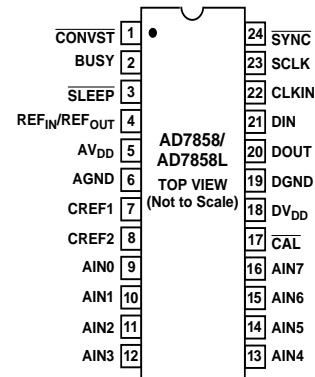 CONVST 1
BUSY 2
SLEEP 3
REFIN/REFOUT 4
AVDD 5
AGND 6
CREF1 7
CREF2 8
AIN0 9
AIN1 10
AIN2 11
AIN3 12
AD7858/
AD7858L
TOP VIEW
(Not to Scale)
24 SYNC
23 SCLK
22 CLKIN
21 DIN
20 DOUT
19 DGND
18 DVDD
17 CAL
16 AIN7
15 AIN6
14 AIN5
13 AIN4